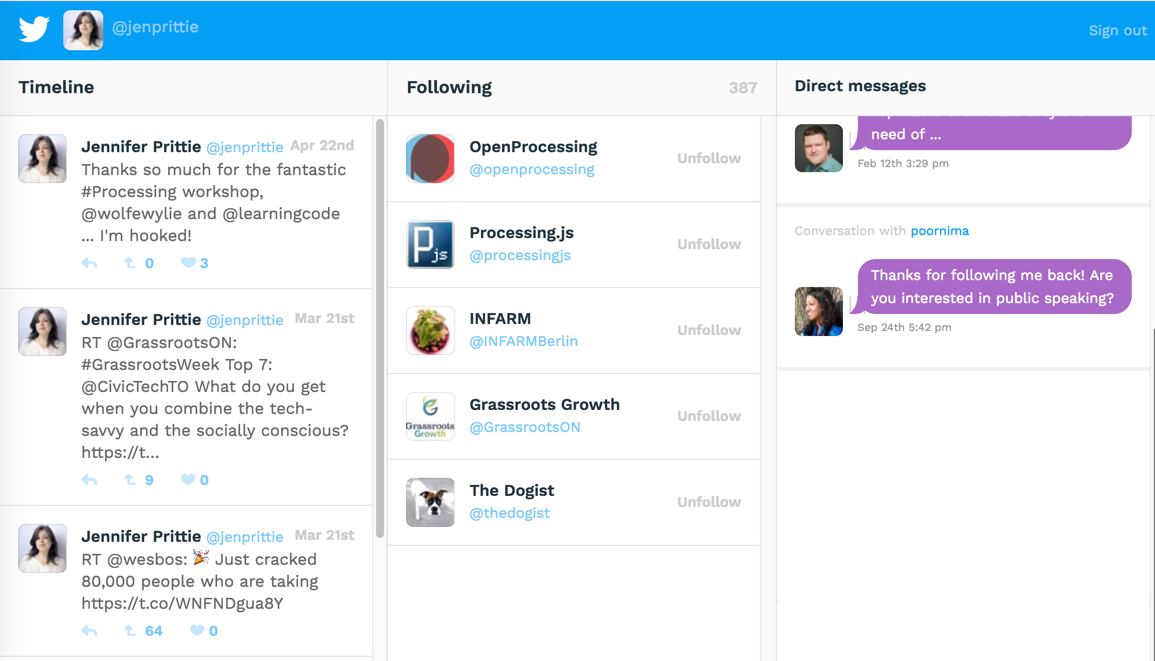 @jenprittie
Sign out
Timeline
Jennifer Prittie @jenprittie Apr 22nd
Thanks so much for the fantastic
#Processing workshop,
@wolfewylie and @learningcode
... I'm hooked!
0 3
Jennifer Prittie @jenprittie Mar 21st
RT @GrassrootsON:
#GrassrootsWeek Top 7:
@CivicTechTO What do you get
when you combine the tech-
savvy and the socially conscious?
https://t...
9 0
Jennifer Prittie @jenprittie Mar 21st
RT @wesbos: 🎉 Just cracked
80,000 people who are taking
https://t.co/WNFNDgua8Y
64 0
Following 387
OpenProcessing
@openprocessing
Unfollow
Pjs
Processing.js
@processingjs
Unfollow
INFARM
@INFARMBerlin
Unfollow
Grassroots
Growth
Grassroots Growth
@GrassrootsON
Unfollow
The Dogist
@thedogist
Unfollow
Direct messages
need of ...
Feb 12th 3:29 pm
Conversation with poornima
Thanks for following me back! Are
you interested in public speaking?
Sep 24th 5:42 pm